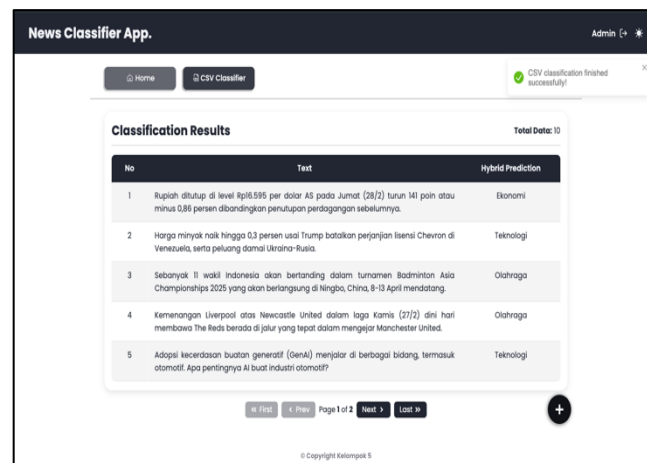 News Classifier App.
Admin
Home
CSV Classifier
CSV classification finished
successfully!
Classification Results
Total Data: 10
No Text Hybrid Prediction
1 Rupiah ditutup di level Rp16.595 per dolar AS pada Jumat (28/2) turun 141 poin atau Ekonomi
minus 0,86 persen dibandingkan penutupan perdagangan sebelumnya.
2 Harga minyak naik hingga 0,3 persen usai Trump batalkan perjanjian lisensi Chevron di Teknologi
Venezuela, serta peluang damai Ukraina-Rusia.
3 Sebanyak 11 wakil Indonesia akan bertanding dalam turnamen Badminton Asia Olahraga
Championships 2025 yang akan berlangsung di Ningbo, China, 8-13 April mendatang.
4 Kemenangan Liverpool atas Newcastle United dalam laga Kamis (27/2) dini hari Olahraga
membawa The Reds berada di jalur yang tepat dalam mengejar Manchester United.
5 Adopsi kecerdasan buatan generatif (GenAI) menjalar di berbagai bidang, termasuk Teknologi
otomotif. Apa pentingnya AI buat industri otomotif?
« First ‹ Prev Page 1 of 2 Next › Last »
+
© Copyright Kelompok 5